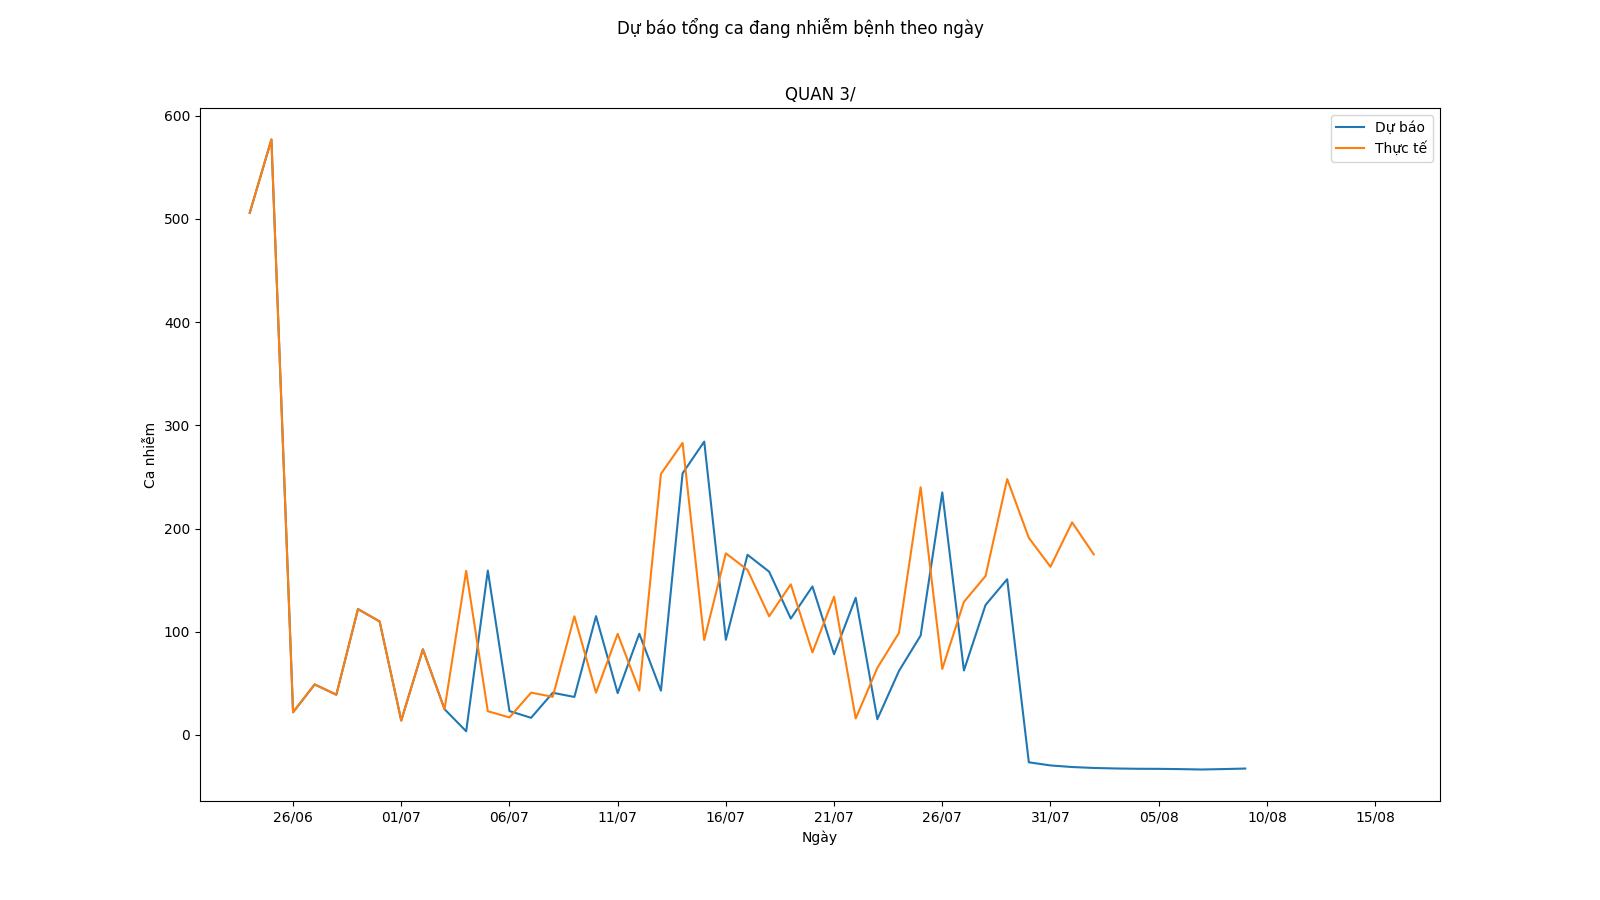 Dự báo tổng ca đang nhiễm bệnh theo ngày
QUAN 3/
Dự báo
Thực tế
600
500
400
300
200
100
0
Ca nhiễm
26/06 01/07 06/07 11/07 16/07 21/07 26/07 31/07 05/08 10/08 15/08
Ngày